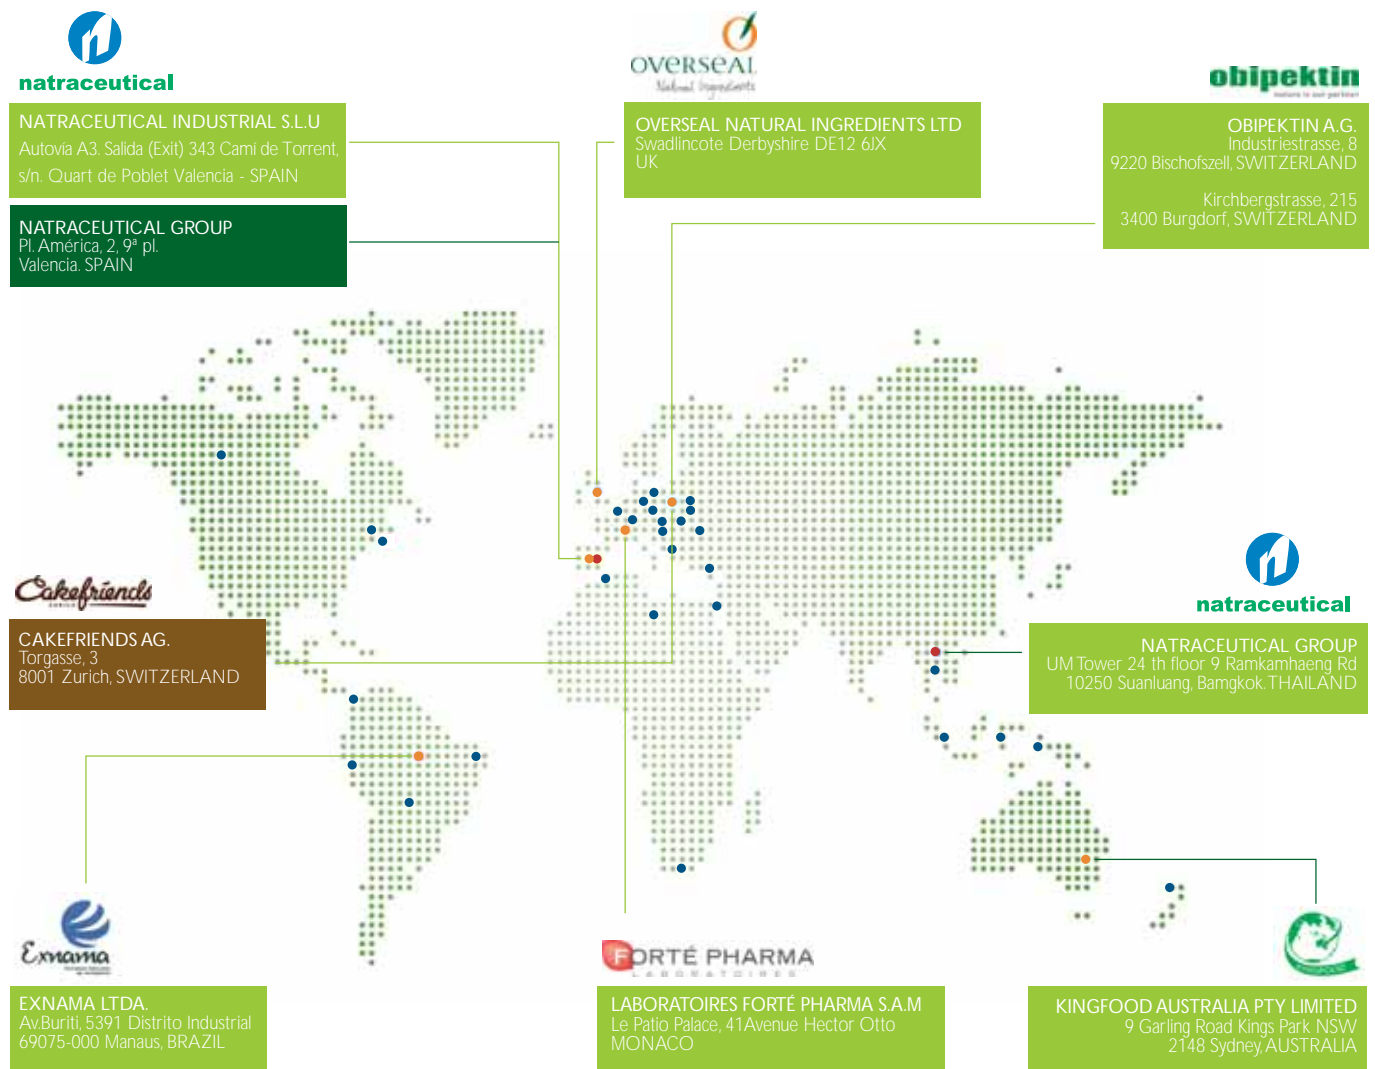 natraceutical
NATRACEUTICAL INDUSTRIAL S.L.U
Autovía A3. Salida (Exit) 343 Camí de Torrent,
s/n. Quart de Poblet Valencia - SPAIN
NATRACEUTICAL GROUP
Pl. América, 2, 9ª pl.
Valencia. SPAIN
OVERSEAL
Natural Ingredients
OVERSEAL NATURAL INGREDIENTS LTD
Swadlincote Derbyshire DE12 6JX
UK
obipektin
OBIPEKTIN A.G.
Industriestrasse, 8
9220 Bischofszell, SWITZERLAND
Kirchbergstrasse, 215
3400 Burgdorf, SWITZERLAND
Cakefriends
CAKEFRIENDS AG.
Torgasse, 3
8001 Zurich, SWITZERLAND
natraceutical
NATRACEUTICAL GROUP
UM Tower 24 th floor 9 Ramkamhaeng Rd
10250 Suanluang, Bamgkok. THAILAND
Exnama
EXNAMA LTDA.
Av.Buriti, 5391 Distrito Industrial
69075-000 Manaus, BRAZIL
FORTÉ PHARMA
LABORATOIRES
LABORATOIRES FORTÉ PHARMA S.A.M
Le Patio Palace, 41Avenue Hector Otto
MONACO
KINGFOOD AUSTRALIA PTY LIMITED
9 Garling Road Kings Park NSW
2148 Sydney, AUSTRALIA